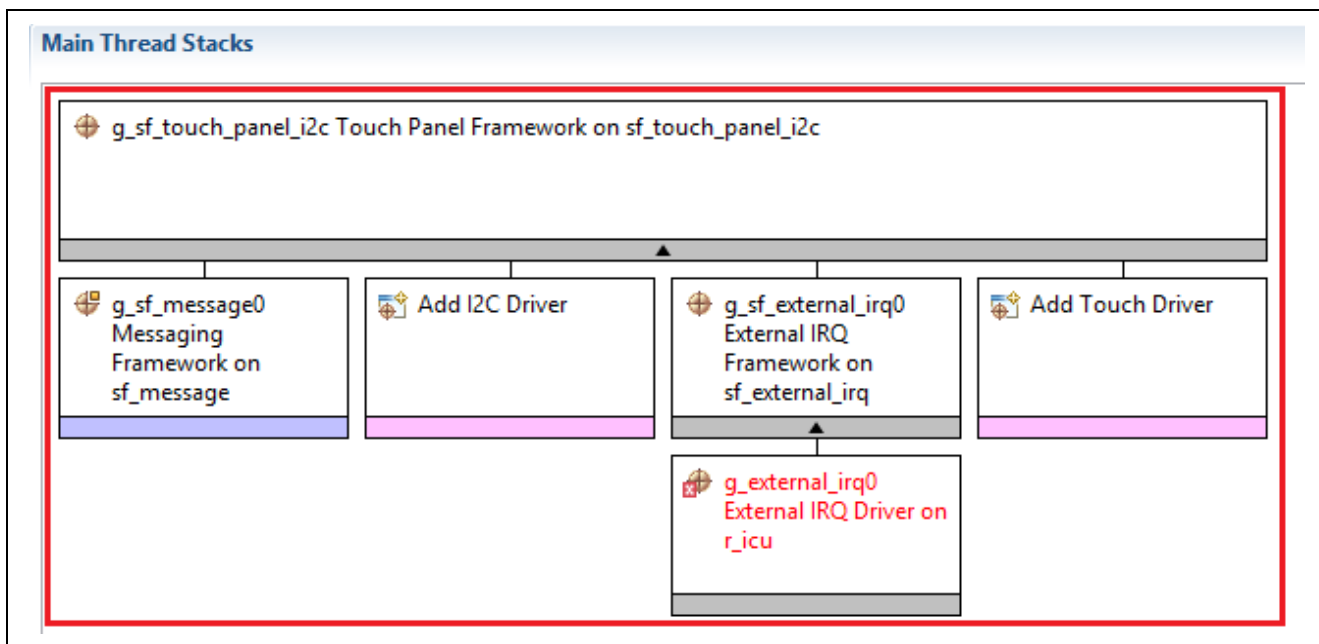 Main Thread Stacks
g_sf_touch_panel_i2c Touch Panel Framework on sf_touch_panel_i2c
g_sf_message0
Messaging
Framework on
sf_message
Add I2C Driver
g_sf_external_irq0
External IRQ
Framework on
sf_external_irq
Add Touch Driver
g_external_irq0
External IRQ Driver on
r_icu